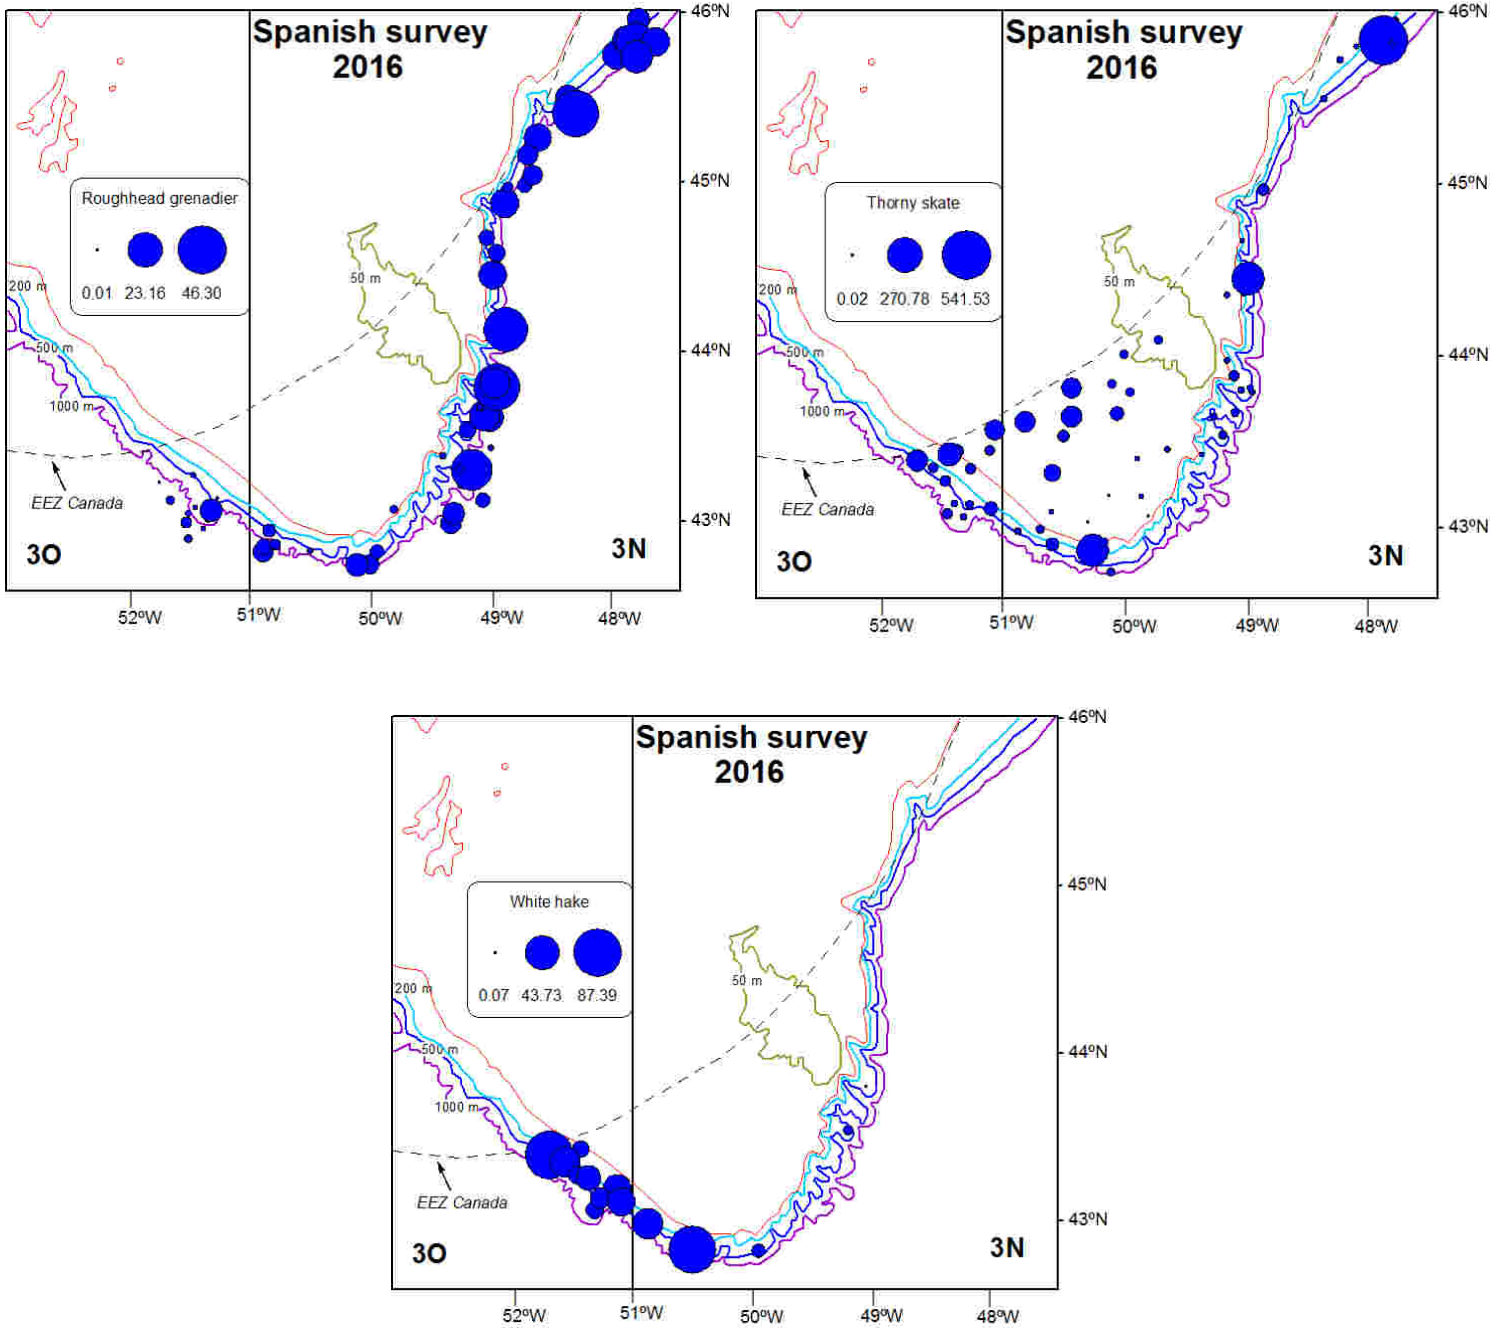 Spanish survey
2016
46ºN
Roughhead grenadier
0.01 23.16 46.30
45ºN
50 m
200 m
500 m
44ºN
1000 m
EEZ Canada
43ºN
3O
3N
52ºW 51ºW 50ºW 49ºW 48ºW
Spanish survey
2016
46ºN
Thorny skate
0.02 270.78 541.53
45ºN
50 m
200 m
500 m
44ºN
1000 m
EEZ Canada
43ºN
3O
3N
52ºW 51ºW 50ºW 49ºW 48ºW
Spanish survey
2016
46ºN
White hake
0.07 43.73 87.39
45ºN
50 m
200 m
500 m
44ºN
1000 m
EEZ Canada
43ºN
3O
3N
52ºW 51ºW 50ºW 49ºW 48ºW